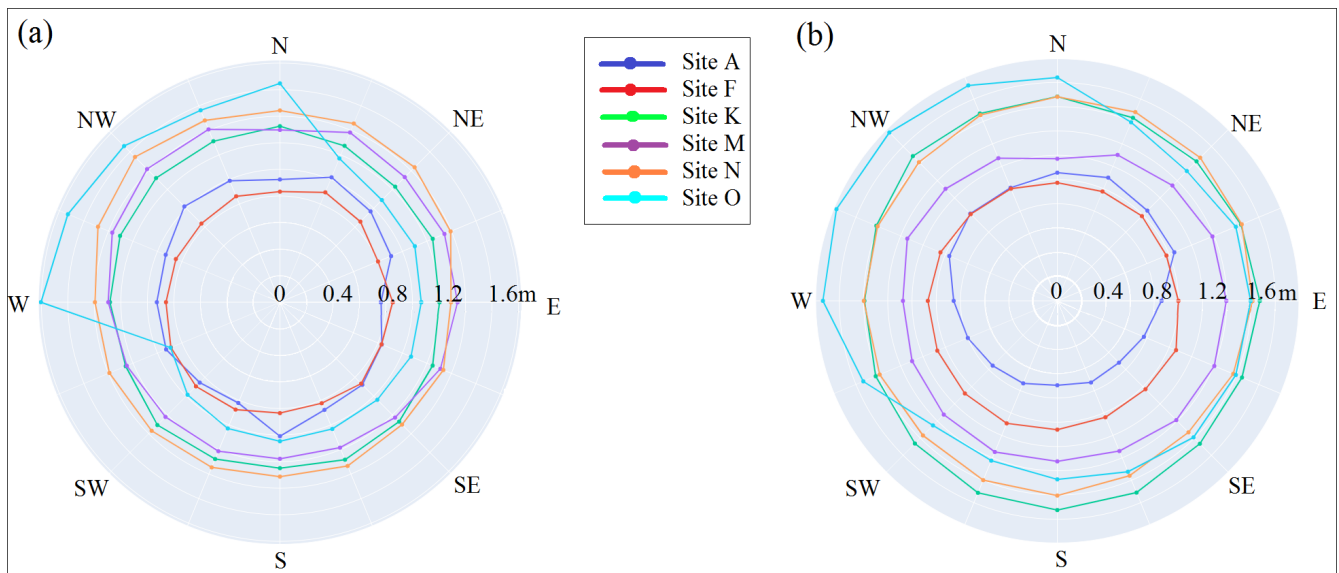 (a)
N
NW
NE
W
0 0.4 0.8 1.2 1.6m
E
SW
SE
S
Site A
Site F
Site K
Site M
Site N
Site O
(b)
N
NW
NE
W
0 0.4 0.8 1.2 1.6m
E
SW
SE
S